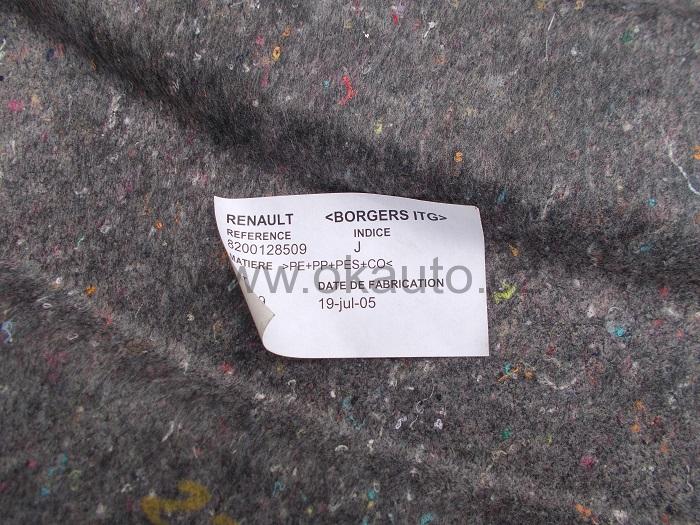 RENAULT <BORGERS ITG>
REFERENCE INDICE
8200128509 J
MATIERE >PE+PP+PES+CO<
www.okauto.
DATE DE FABRICATION
9 19-jul-05